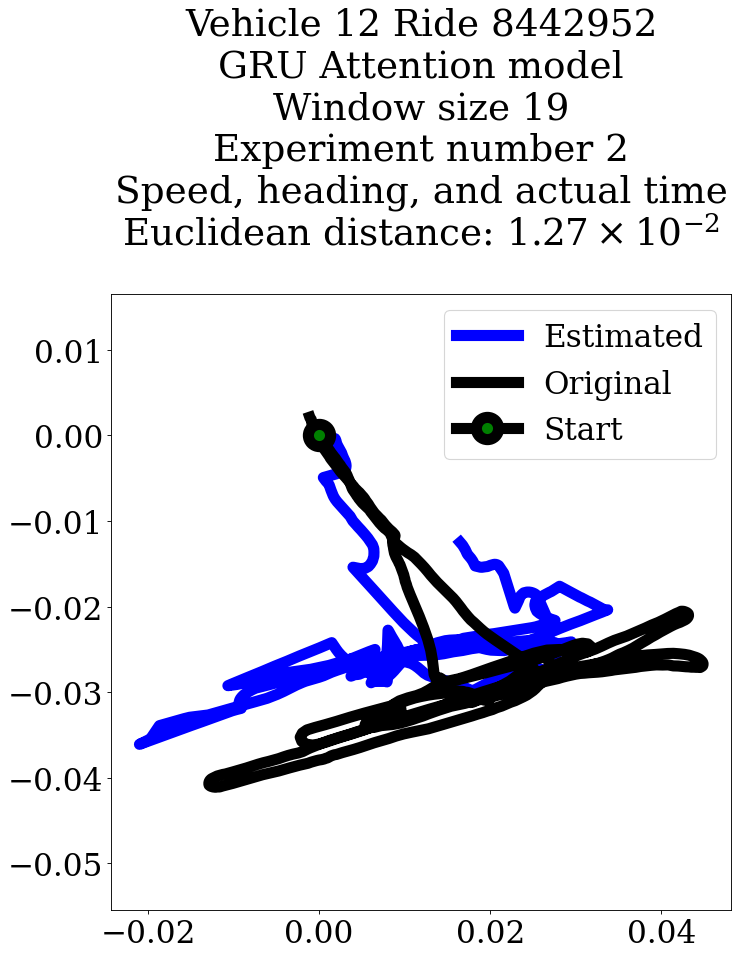 Vehicle 12 Ride 8442952
GRU Attention model
Window size 19
Experiment number 2
Speed, heading, and actual time
Euclidean distance: 1.27 × 10⁻²
Estimated
Original
Start
0.01
0.00
−0.01
−0.02
−0.03
−0.04
−0.05
−0.02 0.00 0.02 0.04